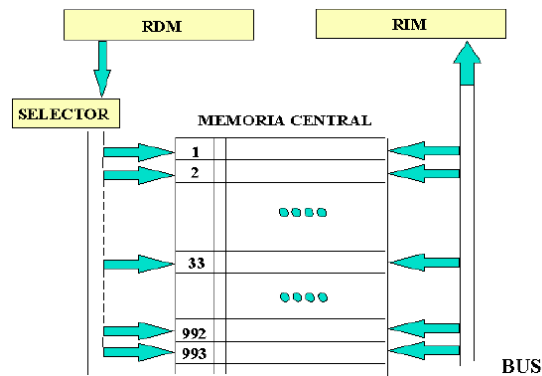 RDM
RIM
SELECTOR
MEMORIA CENTRAL
1
2
33
992
993
BUS